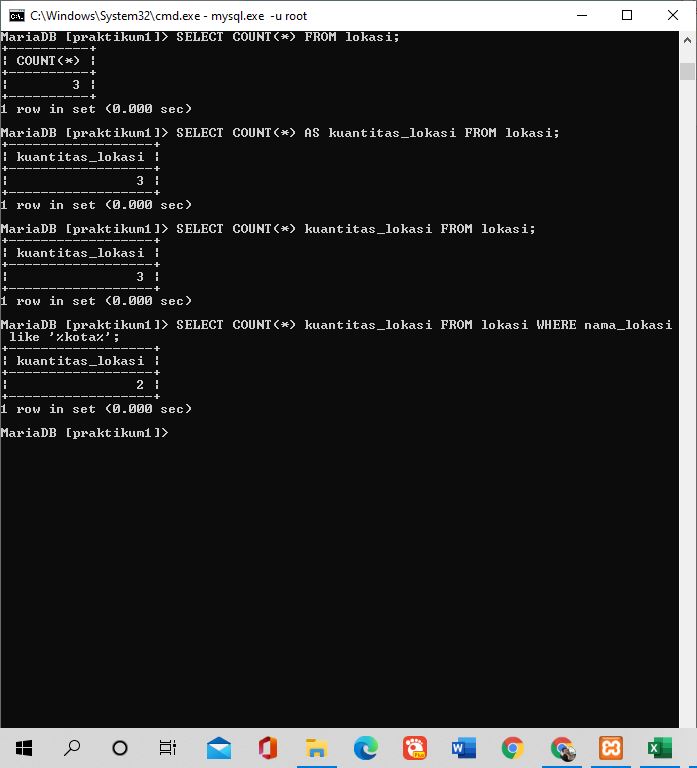 C:\Windows\System32\cmd.exe - mysql.exe -u root
MariaDB [praktikum1]> SELECT COUNT(*) FROM lokasi;
+----------+
| COUNT(*) |
+----------+
|        3 |
+----------+
1 row in set (0.000 sec)
MariaDB [praktikum1]> SELECT COUNT(*) AS kuantitas_lokasi FROM lokasi;
+------------------+
| kuantitas_lokasi |
+------------------+
|                3 |
+------------------+
1 row in set (0.000 sec)
MariaDB [praktikum1]> SELECT COUNT(*) kuantitas_lokasi FROM lokasi;
+------------------+
| kuantitas_lokasi |
+------------------+
|                3 |
+------------------+
1 row in set (0.000 sec)
MariaDB [praktikum1]> SELECT COUNT(*) kuantitas_lokasi FROM lokasi WHERE nama_lokasi
 like '%kota%';
+------------------+
| kuantitas_lokasi |
+------------------+
|                2 |
+------------------+
1 row in set (0.000 sec)
MariaDB [praktikum1]>